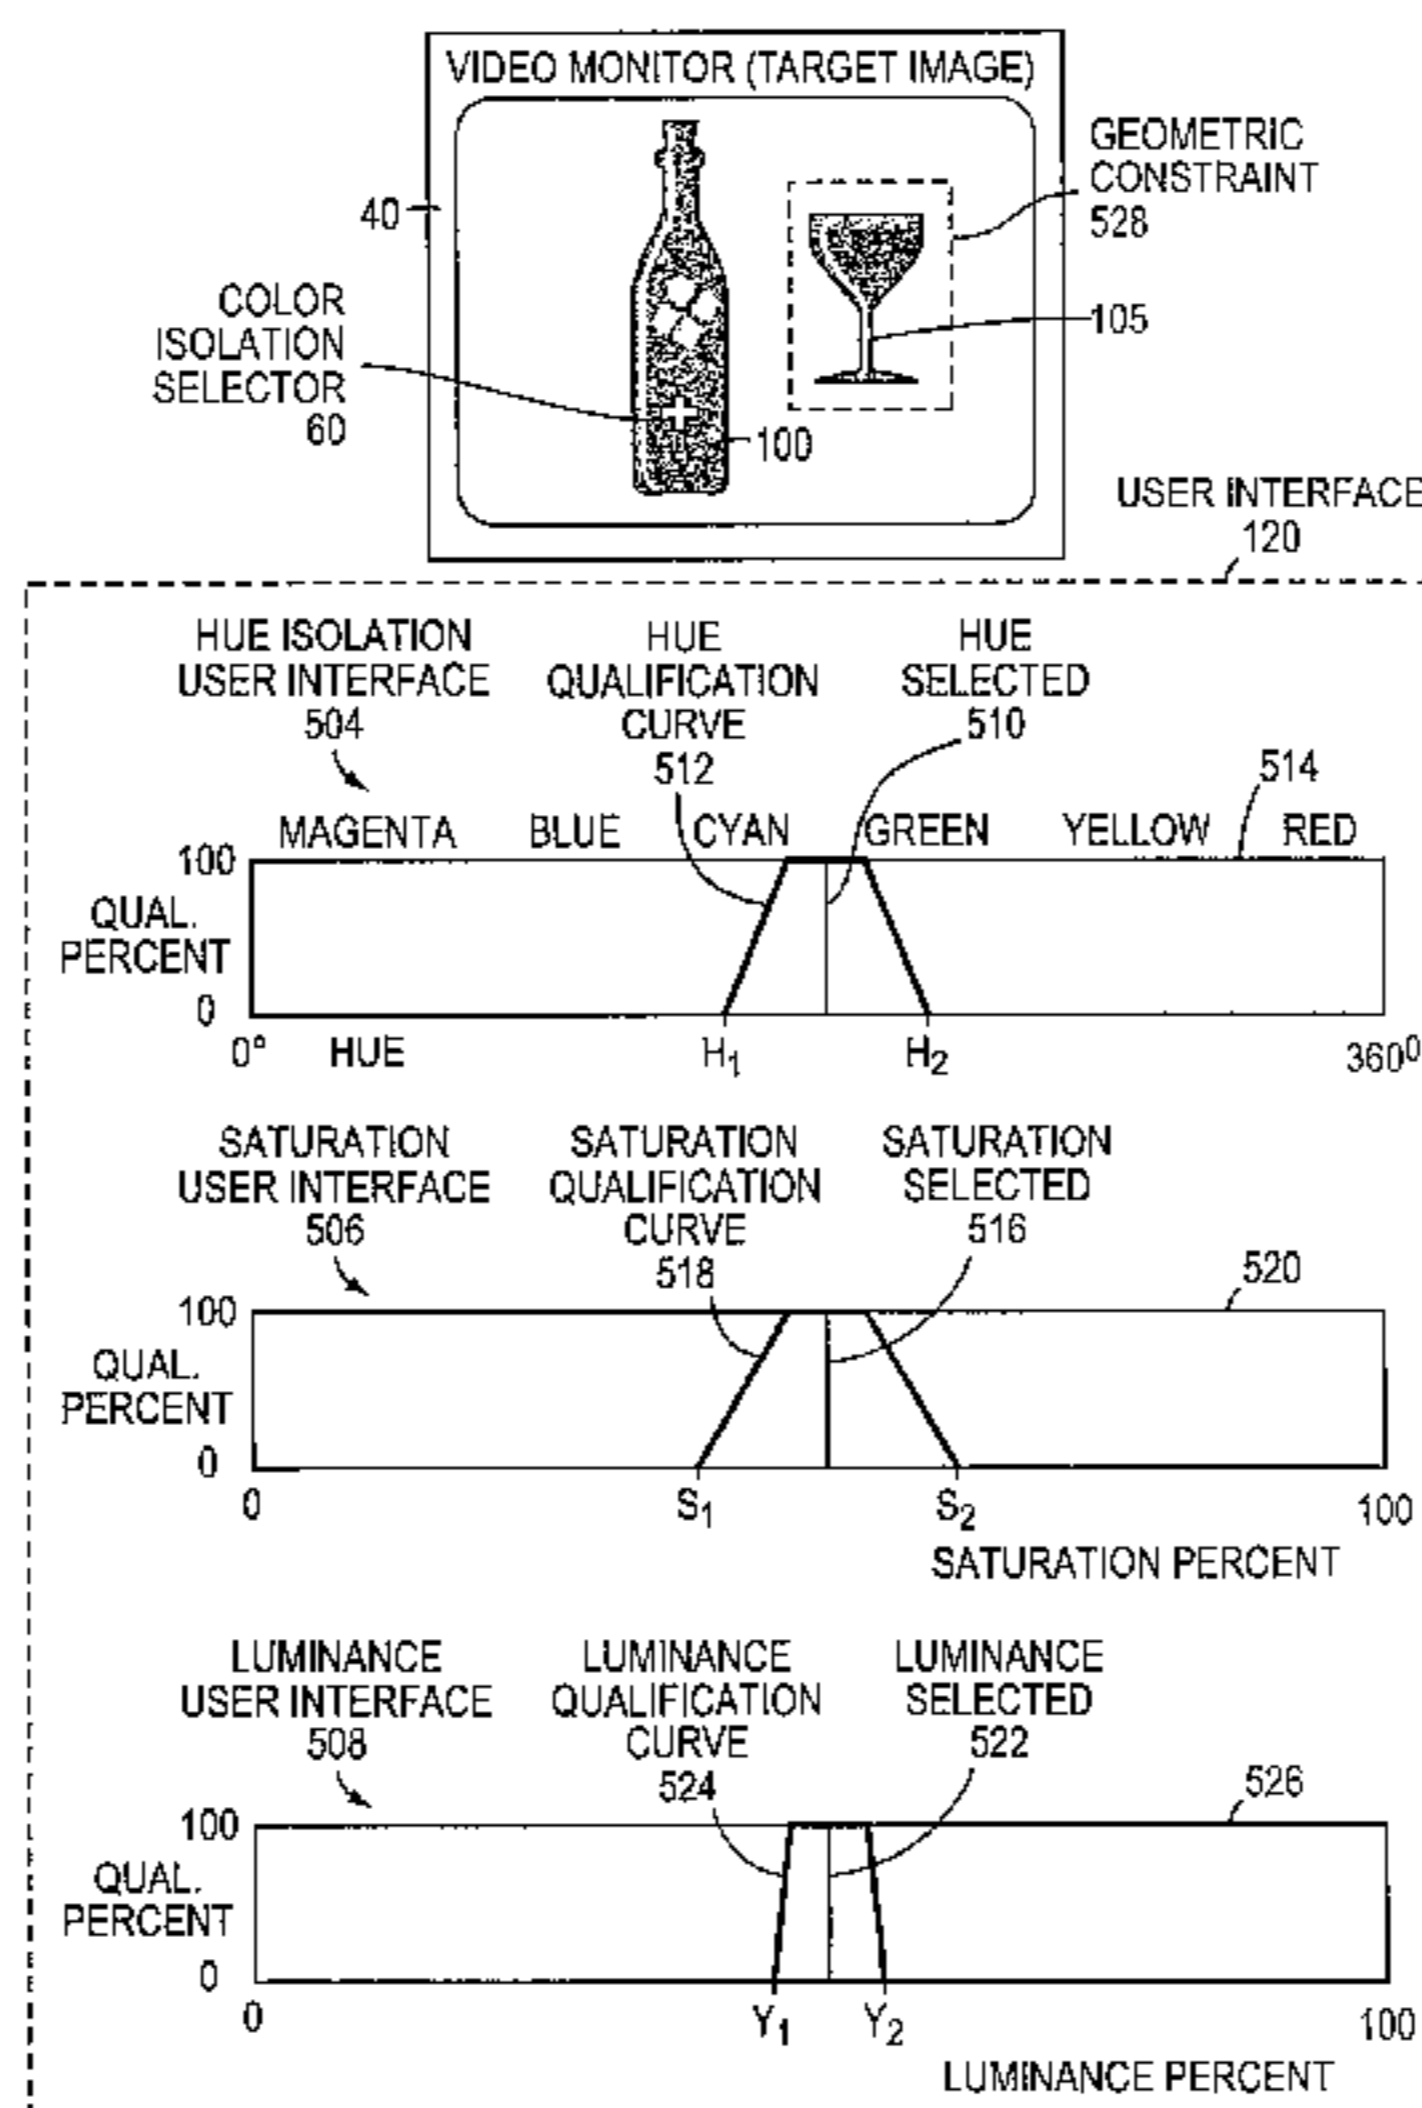 VIDEO MONITOR (TARGET IMAGE)
GEOMETRIC
CONSTRAINT
528
40
COLOR
ISOLATION
SELECTOR
60
105
100
USER INTERFACE
120
HUE ISOLATION
USER INTERFACE
504
HUE
QUALIFICATION
CURVE
512
HUE
SELECTED
510
514
MAGENTA BLUE CYAN GREEN YELLOW RED
100
QUAL.
PERCENT
0
0° HUE H1 H2 360⁰
SATURATION
USER INTERFACE
506
SATURATION
QUALIFICATION
CURVE
518
SATURATION
SELECTED
516
520
100
QUAL.
PERCENT
0
0 S1 S2 100
SATURATION PERCENT
LUMINANCE
USER INTERFACE
508
LUMINANCE
QUALIFICATION
CURVE
524
LUMINANCE
SELECTED
522
526
100
QUAL.
PERCENT
0
0 Y1 Y2 100
LUMINANCE PERCENT